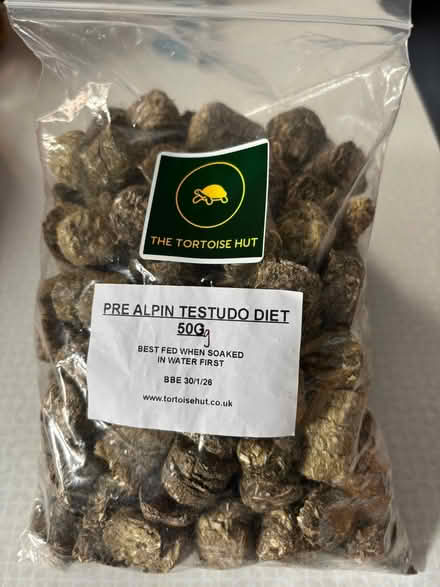 THE TORTOISE HUT
PRE ALPIN TESTUDO DIET
50Gg
BEST FED WHEN SOAKED
IN WATER FIRST
BBE 30/1/26
www.tortoisehut.co.uk